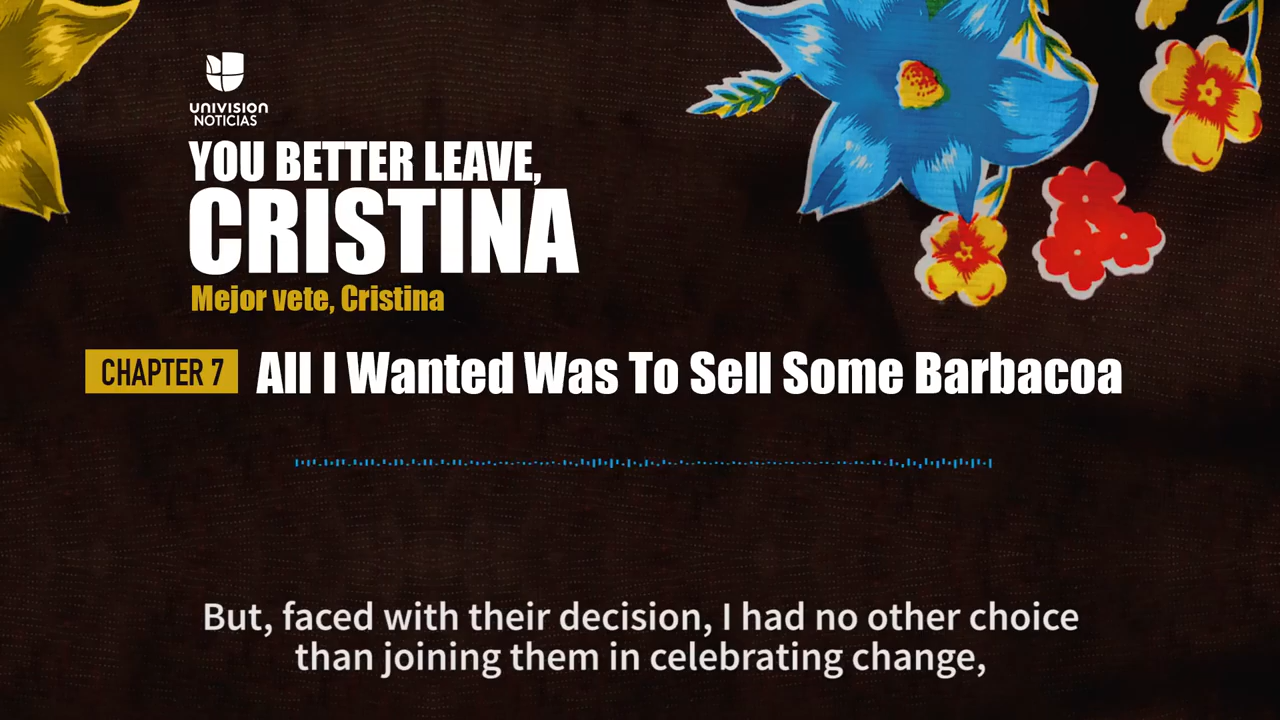 UNIVISION
NOTICIAS
YOU BETTER LEAVE,
CRISTINA
Mejor vete, Cristina
CHAPTER 7 All I Wanted Was To Sell Some Barbacoa
But, faced with their decision, I had no other choice
than joining them in celebrating change,